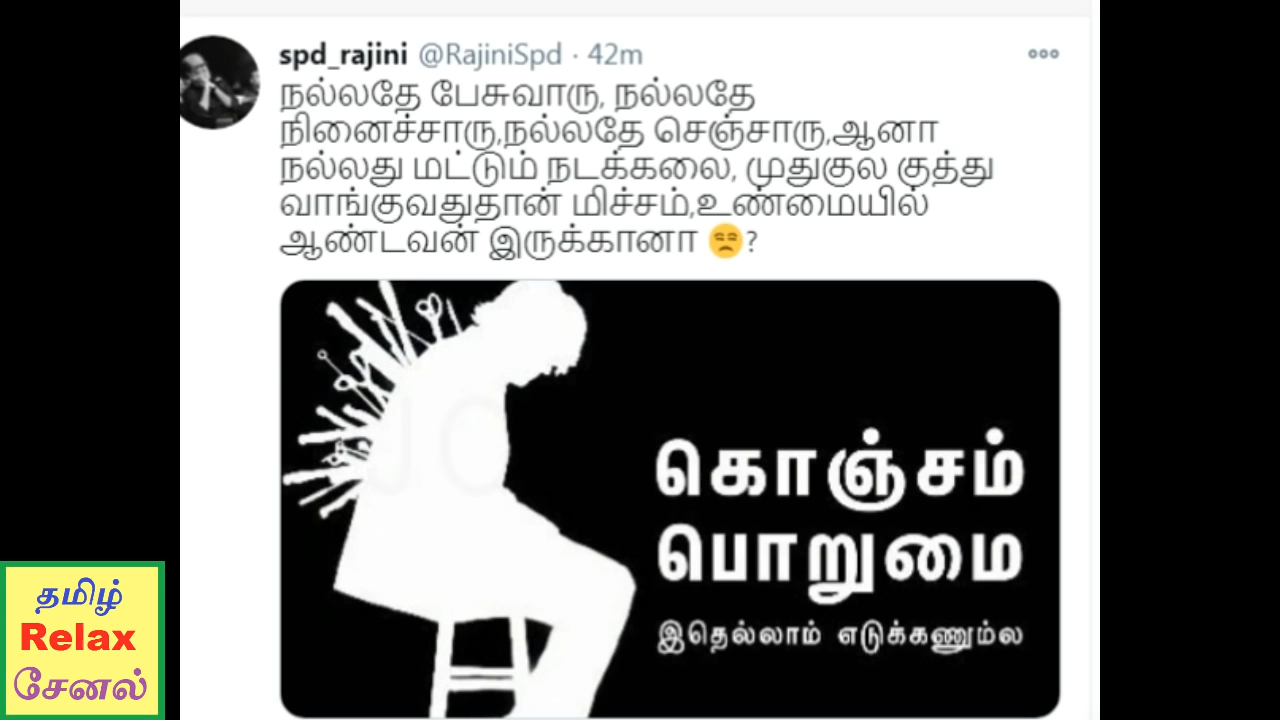 spd_rajini @RajiniSpd · 42m
நல்லதே பேசுவாரு, நல்லதே
நினைச்சாரு,நல்லதே செஞ்சாரு,ஆனா
நல்லது மட்டும் நடக்கலை, முதுகுல குத்து
வாங்குவதுதான் மிச்சம்,உண்மையில்
ஆண்டவன் இருக்கானா 😒?
கொஞ்சம்
பொறுமை
இதெல்லாம் எடுக்கணும்ல
தமிழ்
Relax
சேனல்